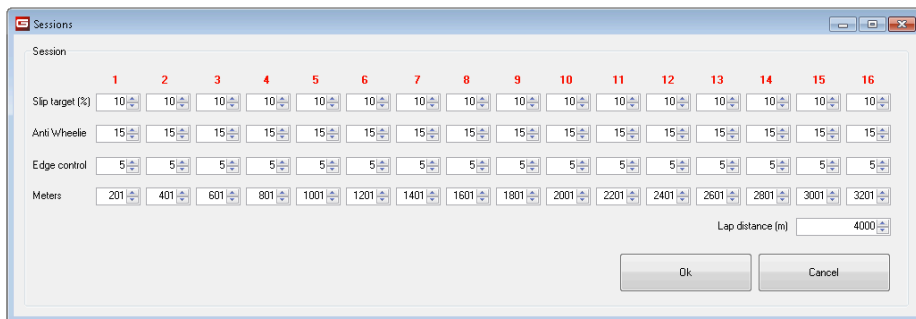 Sessions
Session
1 2 3 4 5 6 7 8 9 10 11 12 13 14 15 16
Slip target (%) 10 10 10 10 10 10 10 10 10 10 10 10 10 10 10 10
Anti Wheelie 15 15 15 15 15 15 15 15 15 15 15 15 15 15 15 15
Edge control 5 5 5 5 5 5 5 5 5 5 5 5 5 5 5 5
Meters 201 401 601 801 1001 1201 1401 1601 1801 2001 2201 2401 2601 2801 3001 3201
Lap distance (m) 4000
Ok Cancel